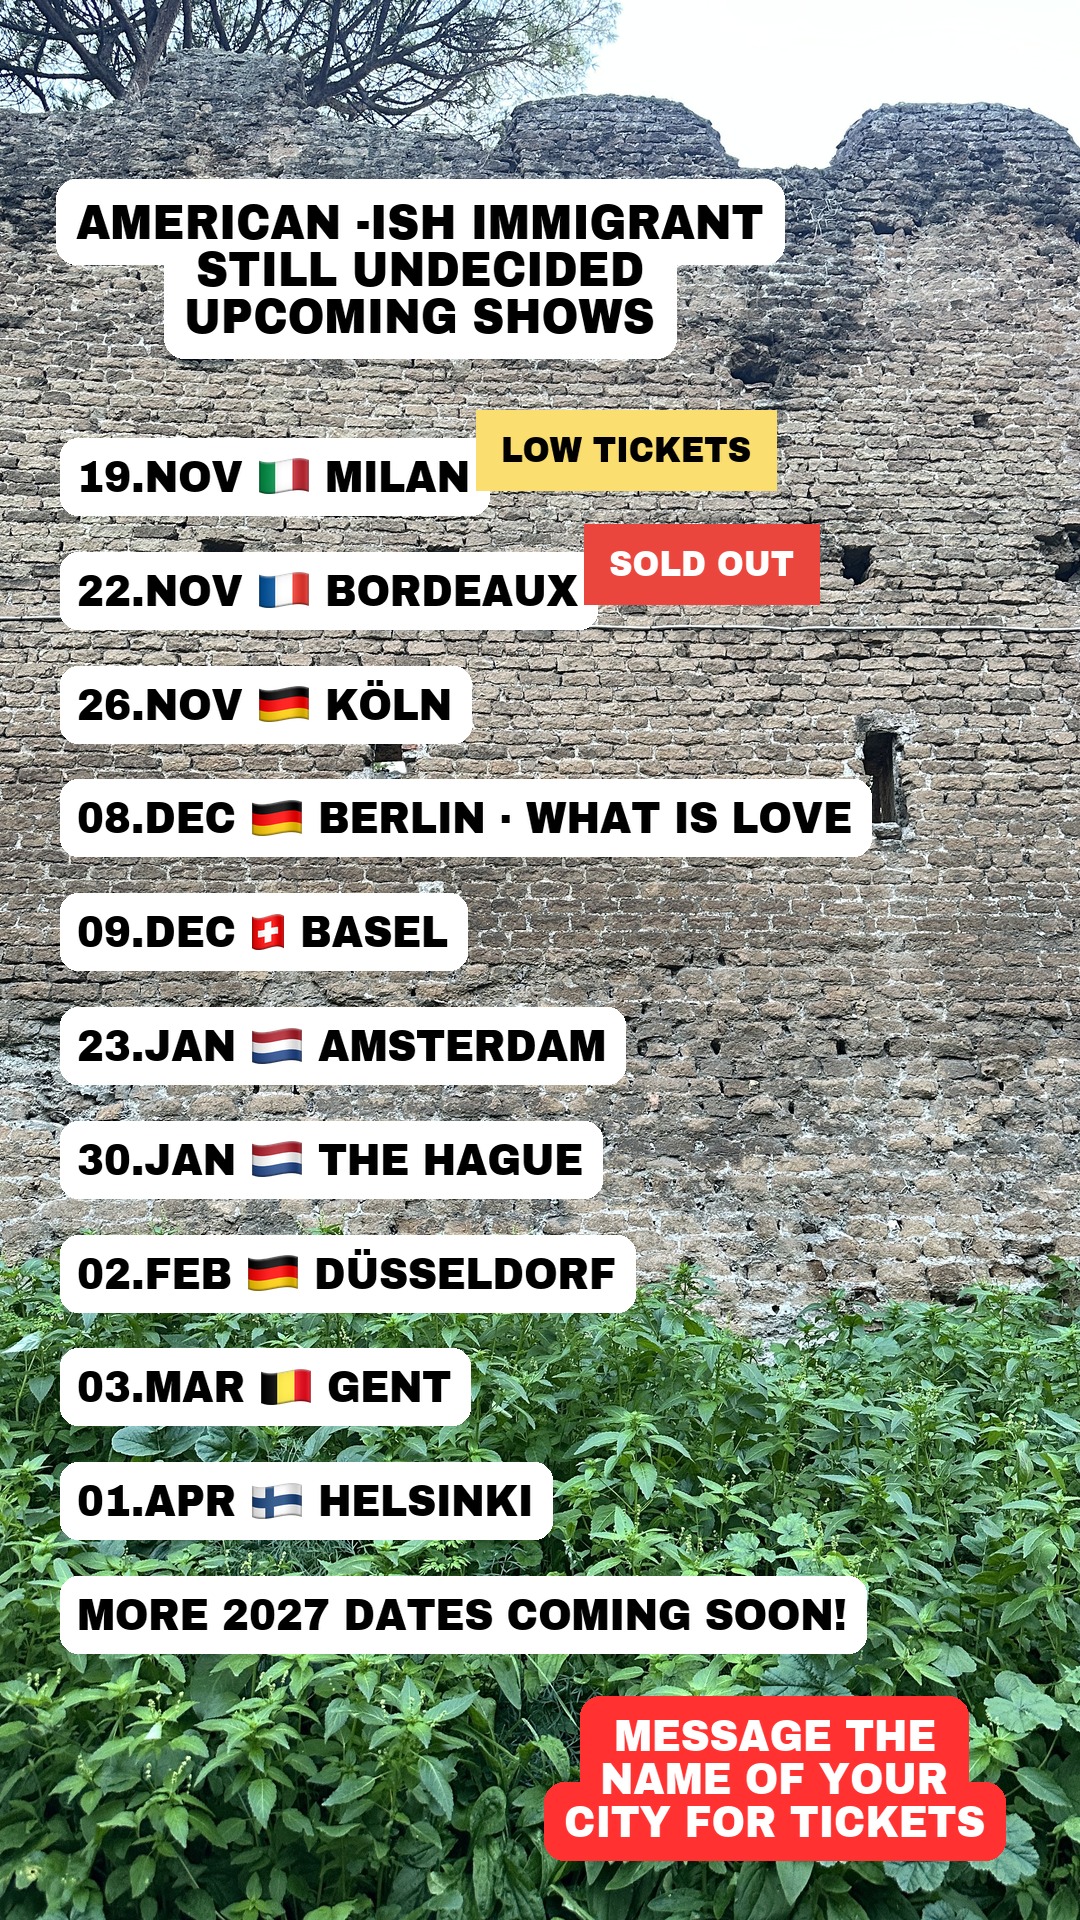 AMERICAN -ISH IMMIGRANT
STILL UNDECIDED
UPCOMING SHOWS
19.NOV 🇮🇹 MILAN
LOW TICKETS
22.NOV 🇫🇷 BORDEAUX
SOLD OUT
26.NOV 🇩🇪 KÖLN
08.DEC 🇩🇪 BERLIN · WHAT IS LOVE
09.DEC 🇨🇭 BASEL
23.JAN 🇳🇱 AMSTERDAM
30.JAN 🇳🇱 THE HAGUE
02.FEB 🇩🇪 DÜSSELDORF
03.MAR 🇧🇪 GENT
01.APR 🇫🇮 HELSINKI
MORE 2027 DATES COMING SOON!
MESSAGE THE
NAME OF YOUR
CITY FOR TICKETS